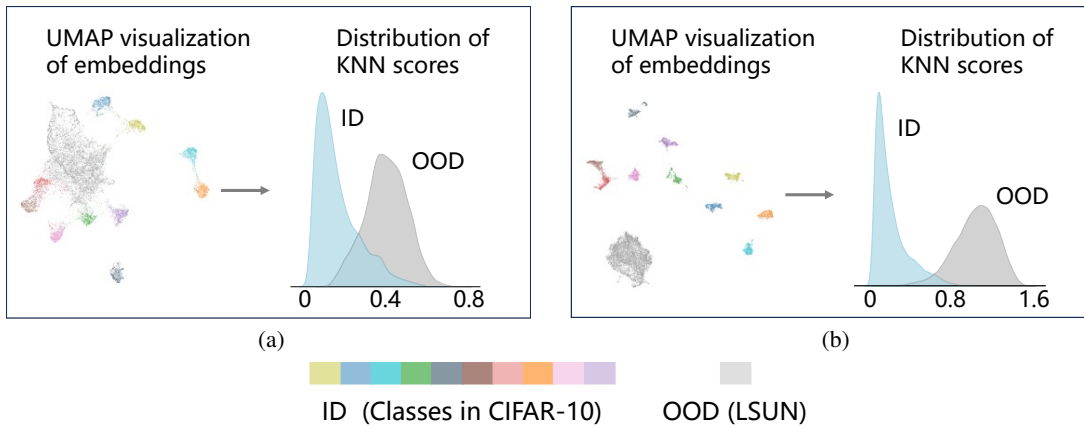 UMAP visualization
of embeddings
Distribution of
KNN scores
ID
OOD
0 0.4 0.8
(a)
UMAP visualization
of embeddings
Distribution of
KNN scores
ID
OOD
0 0.8 1.6
(b)
ID (Classes in CIFAR-10) OOD (LSUN)